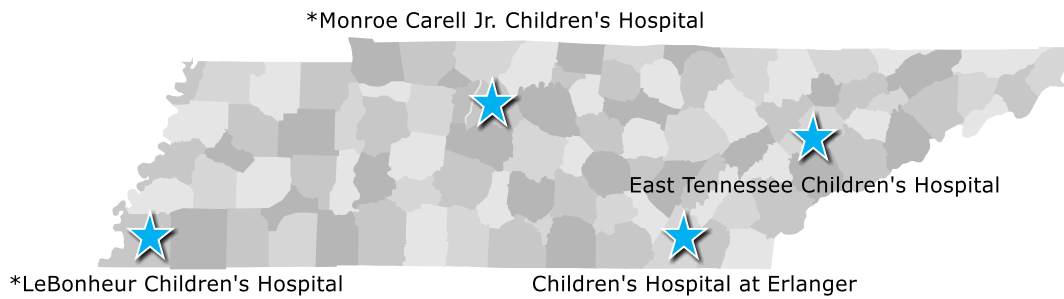 *Monroe Carell Jr. Children's Hospital
East Tennessee Children's Hospital
*LeBonheur Children's Hospital
Children's Hospital at Erlanger